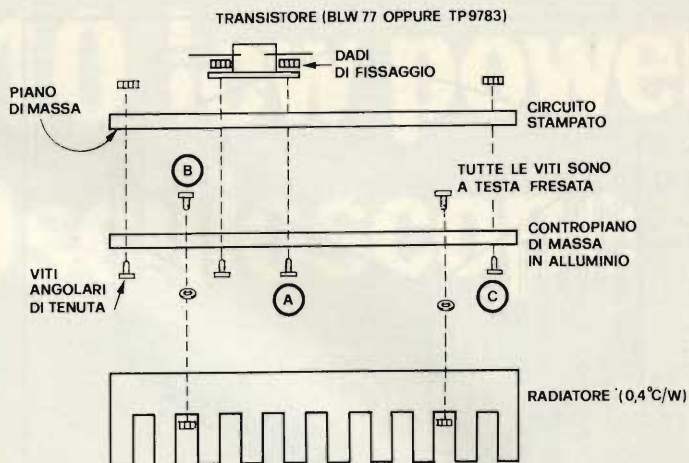 TRANSISTORE (BLW 77 OPPURE TP9783)
DADI
DI FISSAGGIO
PIANO
DI MASSA
CIRCUITO
STAMPATO
B
TUTTE LE VITI SONO
A TESTA FRESATA
CONTROPIANO
DI MASSA
IN ALLUMINIO
VITI
ANGOLARI
DI TENUTA
A
C
RADIATORE (0,4°C/W)